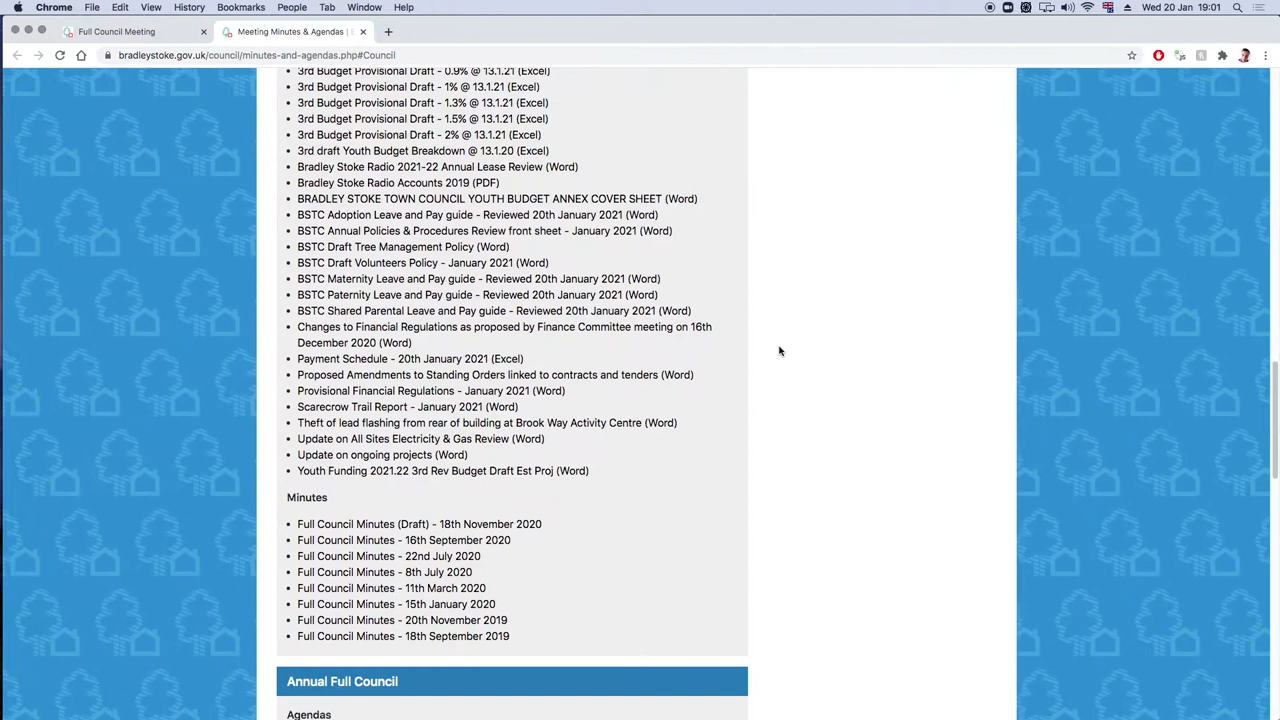 Chrome File Edit View History Bookmarks People Tab Window Help Wed 20 Jan 19:01
Full Council Meeting Meeting Minutes & Agendas |
bradleystoke.gov.uk/council/minutes-and-agendas.php#Council
3rd Budget Provisional Draft - 0.9% @ 13.1.21 (Excel)
3rd Budget Provisional Draft - 1% @ 13.1.21 (Excel)
3rd Budget Provisional Draft - 1.3% @ 13.1.21 (Excel)
3rd Budget Provisional Draft - 1.5% @ 13.1.21 (Excel)
3rd Budget Provisional Draft - 2% @ 13.1.21 (Excel)
3rd draft Youth Budget Breakdown @ 13.1.20 (Excel)
Bradley Stoke Radio 2021-22 Annual Lease Review (Word)
Bradley Stoke Radio Accounts 2019 (PDF)
BRADLEY STOKE TOWN COUNCIL YOUTH BUDGET ANNEX COVER SHEET (Word)
BSTC Adoption Leave and Pay guide - Reviewed 20th January 2021 (Word)
BSTC Annual Policies & Procedures Review front sheet - January 2021 (Word)
BSTC Draft Tree Management Policy (Word)
BSTC Draft Volunteers Policy - January 2021 (Word)
BSTC Maternity Leave and Pay guide - Reviewed 20th January 2021 (Word)
BSTC Paternity Leave and Pay guide - Reviewed 20th January 2021 (Word)
BSTC Shared Parental Leave and Pay guide - Reviewed 20th January 2021 (Word)
Changes to Financial Regulations as proposed by Finance Committee meeting on 16th
December 2020 (Word)
Payment Schedule - 20th January 2021 (Excel)
Proposed Amendments to Standing Orders linked to contracts and tenders (Word)
Provisional Financial Regulations - January 2021 (Word)
Scarecrow Trail Report - January 2021 (Word)
Theft of lead flashing from rear of building at Brook Way Activity Centre (Word)
Update on All Sites Electricity & Gas Review (Word)
Update on ongoing projects (Word)
Youth Funding 2021.22 3rd Rev Budget Draft Est Proj (Word)
Minutes
Full Council Minutes (Draft) - 18th November 2020
Full Council Minutes - 16th September 2020
Full Council Minutes - 22nd July 2020
Full Council Minutes - 8th July 2020
Full Council Minutes - 11th March 2020
Full Council Minutes - 15th January 2020
Full Council Minutes - 20th November 2019
Full Council Minutes - 18th September 2019
Annual Full Council
Agendas